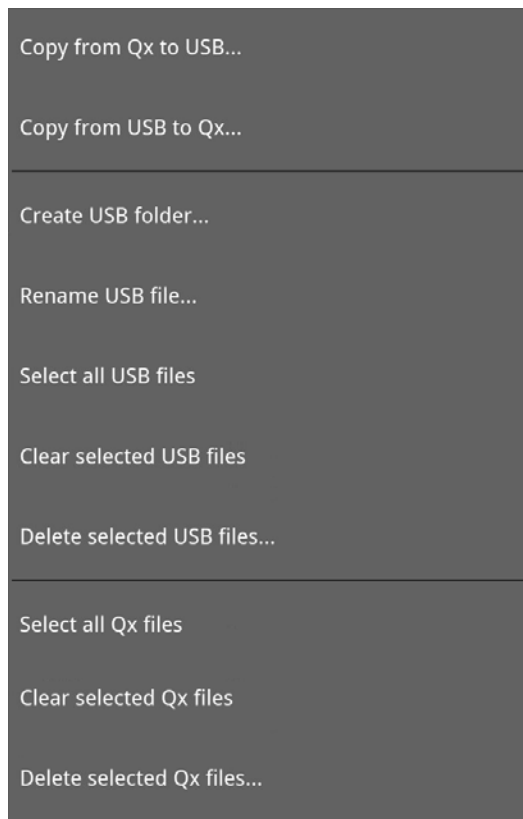 Copy from Qx to USB...
Copy from USB to Qx...
Create USB folder...
Rename USB file...
Select all USB files
Clear selected USB files
Delete selected USB files...
Select all Qx files
Clear selected Qx files
Delete selected Qx files...